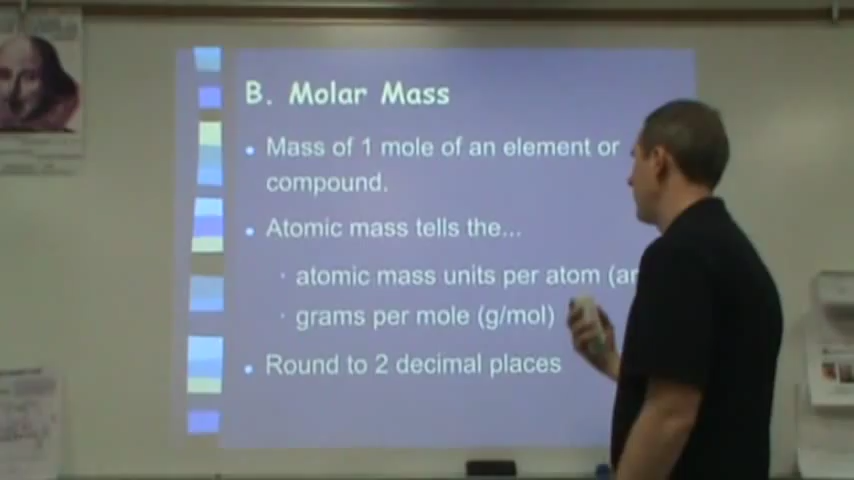 B. Molar Mass
• Mass of 1 mole of an element or
compound.
• Atomic mass tells the...
· atomic mass units per atom
· grams per mole (g/mol)
• Round to 2 decimal places